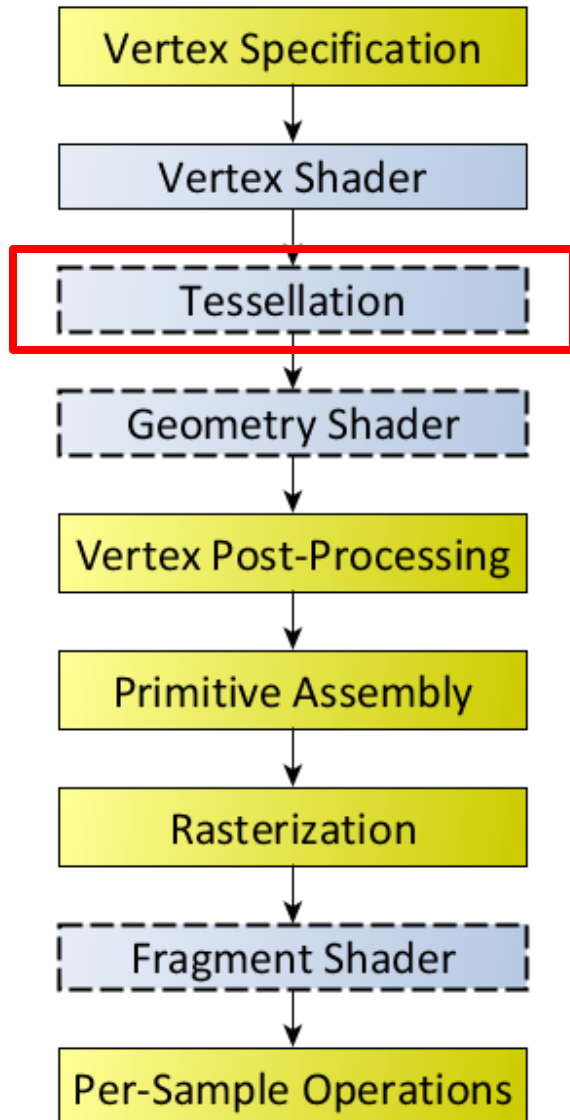 Vertex Specification
Vertex Shader
Tessellation
Geometry Shader
Vertex Post-Processing
Primitive Assembly
Rasterization
Fragment Shader
Per-Sample Operations